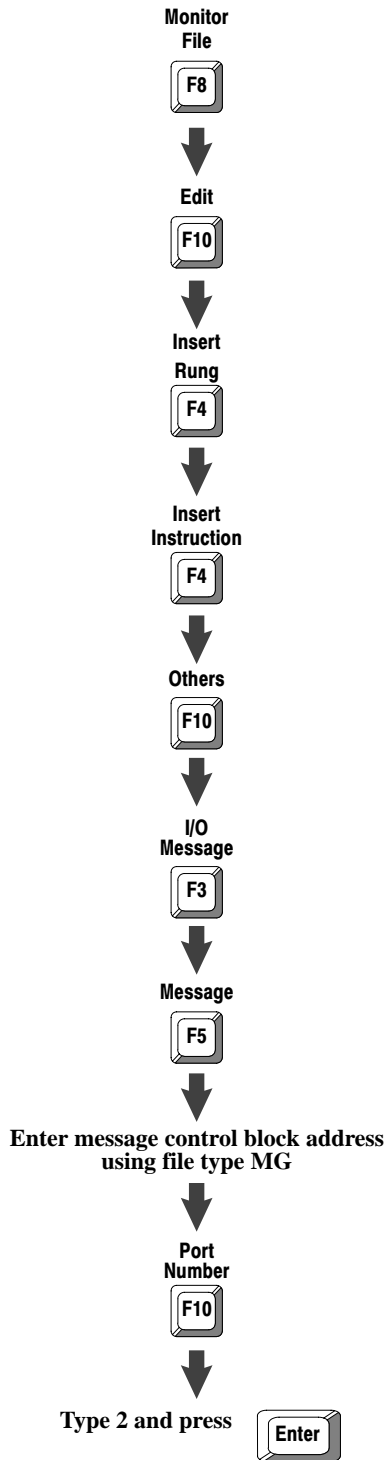 Monitor
File
F8
Edit
F10
Insert
Rung
F4
Insert
Instruction
F4
Others
F10
I/O
Message
F3
Message
F5
Enter message control block address
using file type MG
Port
Number
F10
Type 2 and press Enter